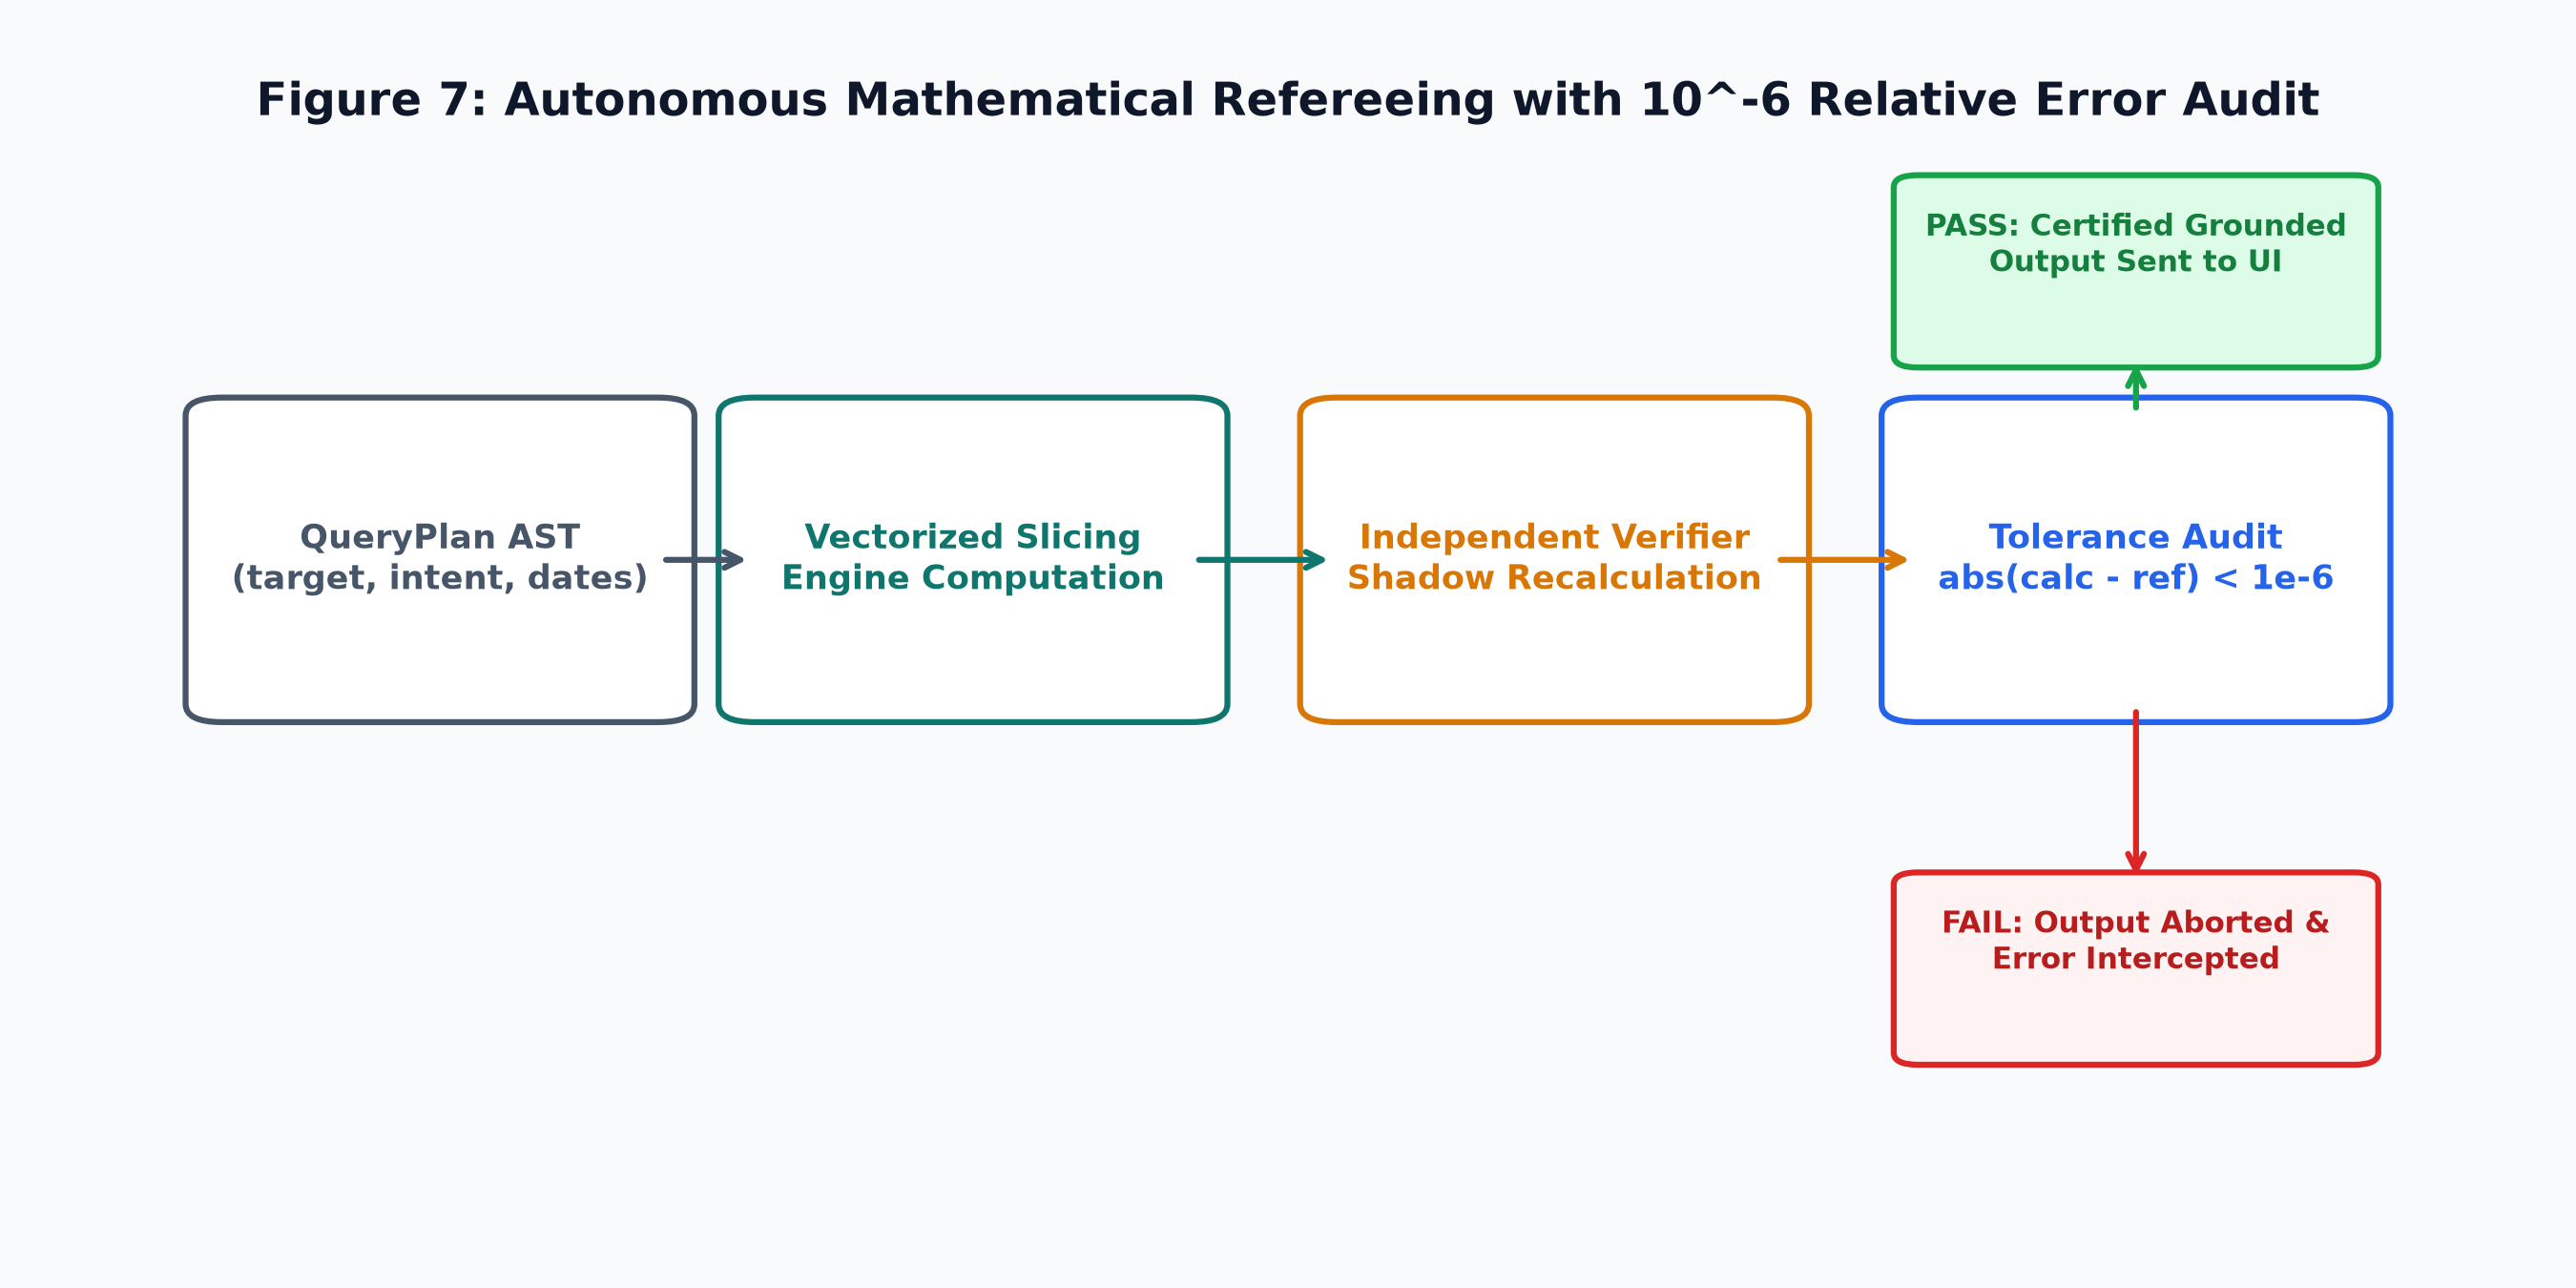 Figure 7: Autonomous Mathematical Refereeing with 10^-6 Relative Error Audit
PASS: Certified Grounded
Output Sent to UI
QueryPlan AST
(target, intent, dates)
Vectorized Slicing
Engine Computation
Independent Verifier
Shadow Recalculation
Tolerance Audit
abs(calc - ref) < 1e-6
FAIL: Output Aborted &
Error Intercepted